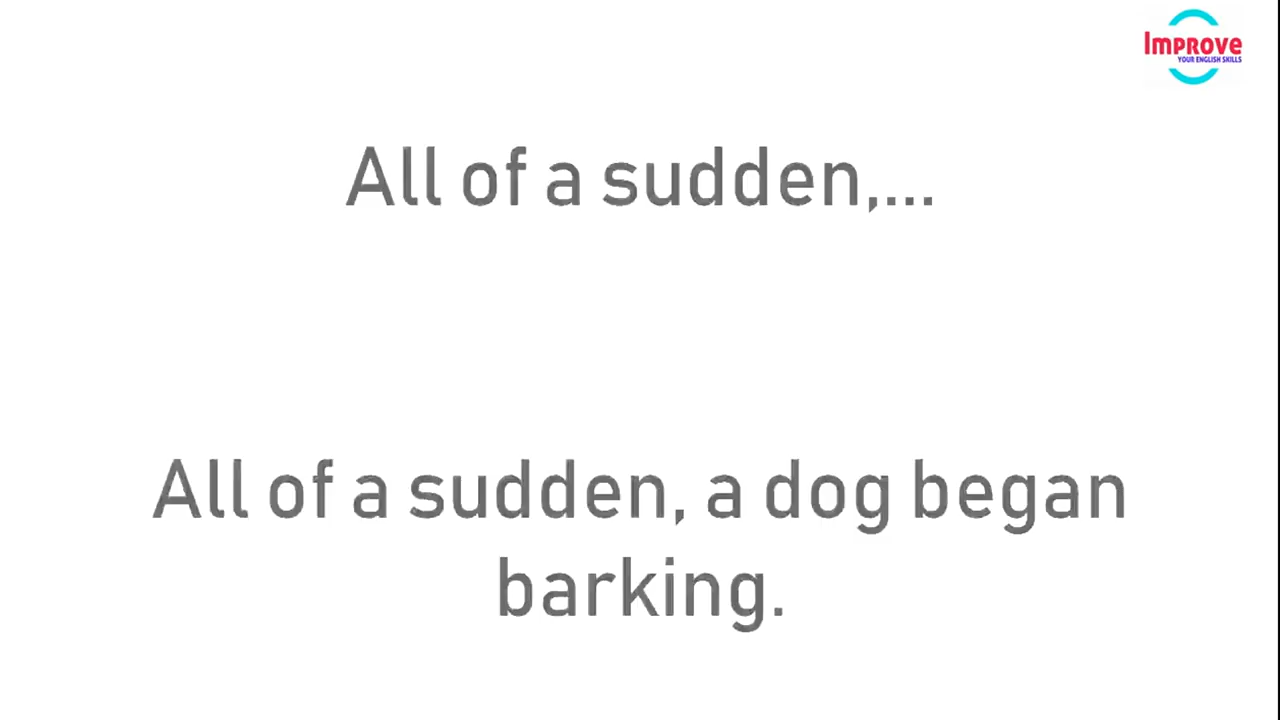 Improve
YOUR ENGLISH SKILLS
All of a sudden,...
All of a sudden, a dog began
barking.